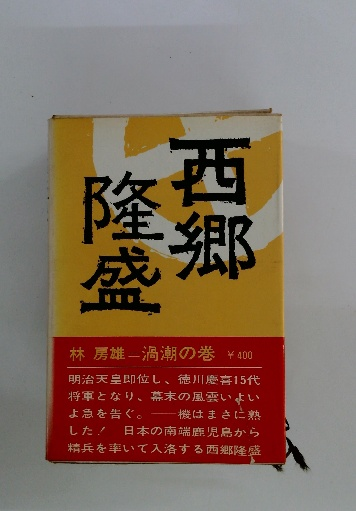 西郷
隆盛
林 房雄―渦潮の巻 ￥400
明治天皇即位し、徳川慶喜15代
将軍となり、幕末の風雲いよい
よ急を告ぐ。――機はまさに熟
した！ 日本の南端鹿児島から
精兵を率いて入洛する西郷隆盛